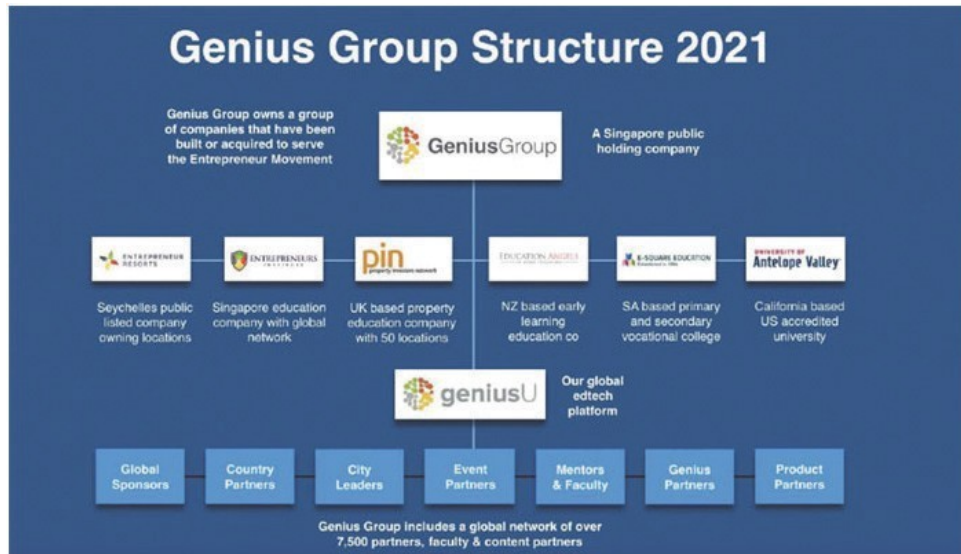 Genius Group Structure 2021
Genius Group owns a group
of companies that have been
built or acquired to serve
the Entrepreneur Movement
GeniusGroup
A Singapore public
holding company
ENTREPRENEUR
RESORTS
ENTREPRENEURS
INSTITUTE
pin
property investors network
EDUCATION ANGELS
E-SQUARE EDUCATION
UNIVERSITY OF
Antelope Valley
Seychelles public
listed company
owning locations
Singapore education
company with global
network
UK based property
education company
with 50 locations
NZ based early
learning
education co
SA based primary
and secondary
vocational college
California based
US accredited
university
geniusU
Our global
edtech
platform
Global
Sponsors
Country
Partners
City
Leaders
Event
Partners
Mentors
& Faculty
Genius
Partners
Product
Partners
Genius Group includes a global network of over
7,500 partners, faculty & content partners